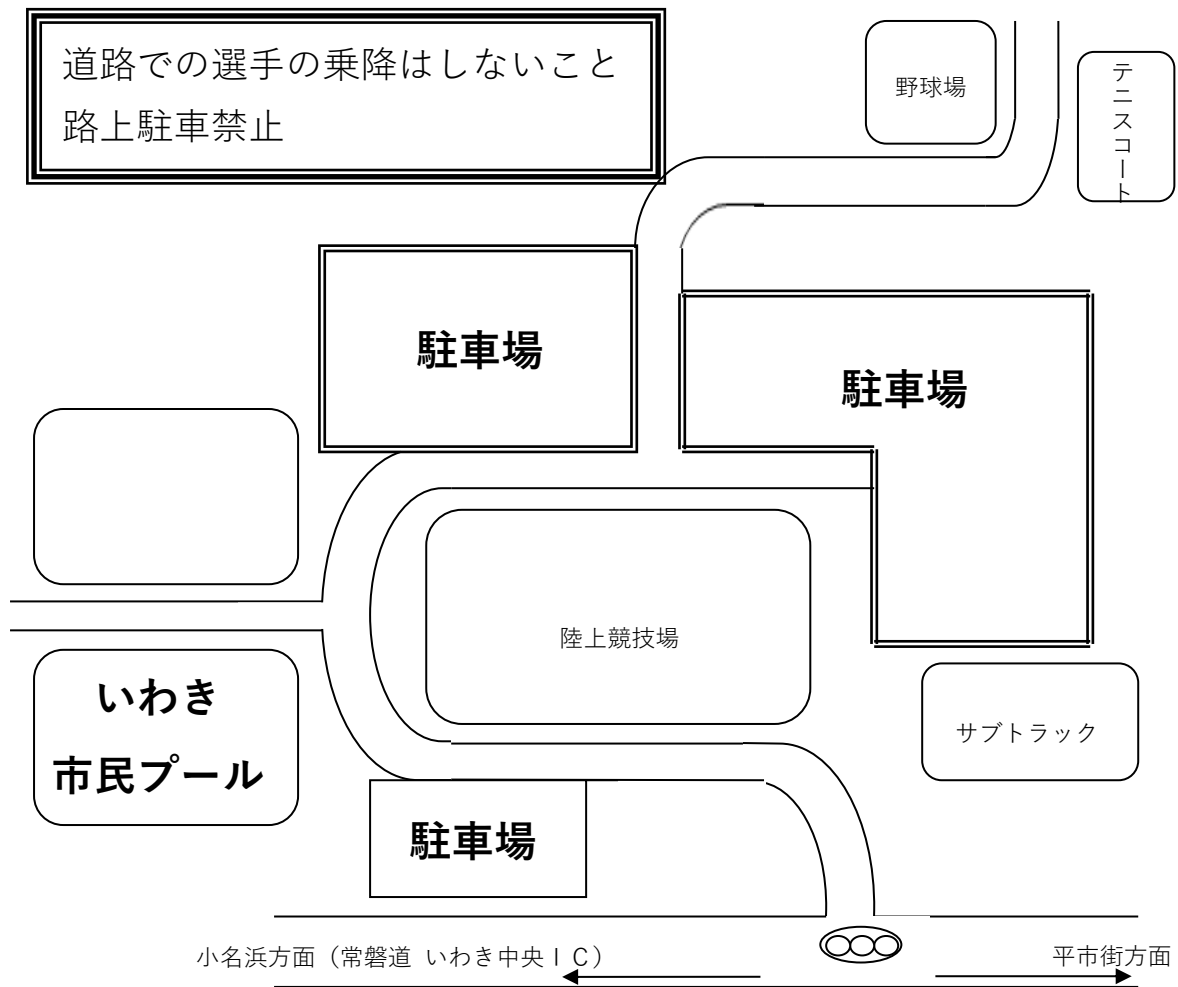 道路での選手の乗降はしないこと
路上駐車禁止
野球場
テニスコート
駐車場
駐車場
陸上競技場
いわき
市民プール
サブトラック
駐車場
小名浜方面（常磐道 いわき中央ＩＣ）
平市街方面